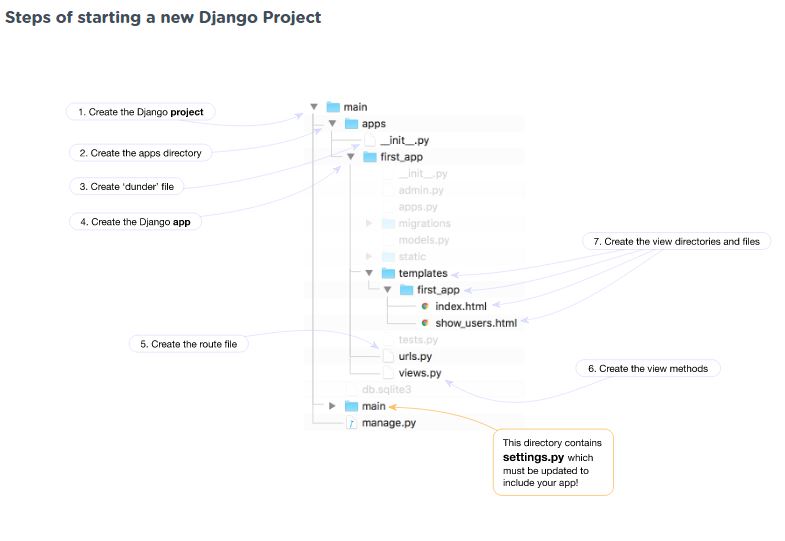 Steps of starting a new Django Project
1. Create the Django project
2. Create the apps directory
3. Create ‘dunder’ file
4. Create the Django app
main
apps
__init__.py
first_app
__init__.py
admin.py
apps.py
migrations
models.py
static
templates
first_app
index.html
show_users.html
tests.py
urls.py
views.py
db.sqlite3
main
manage.py
7. Create the view directories and files
5. Create the route file
6. Create the view methods
This directory contains
settings.py which
must be updated to
include your app!